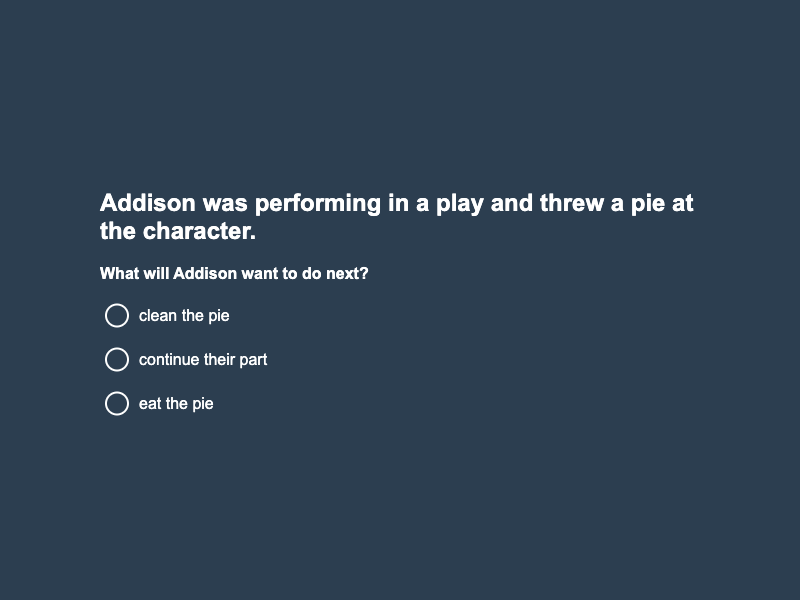 Addison was performing in a play and threw a pie at
the character.
What will Addison want to do next?
clean the pie
continue their part
eat the pie